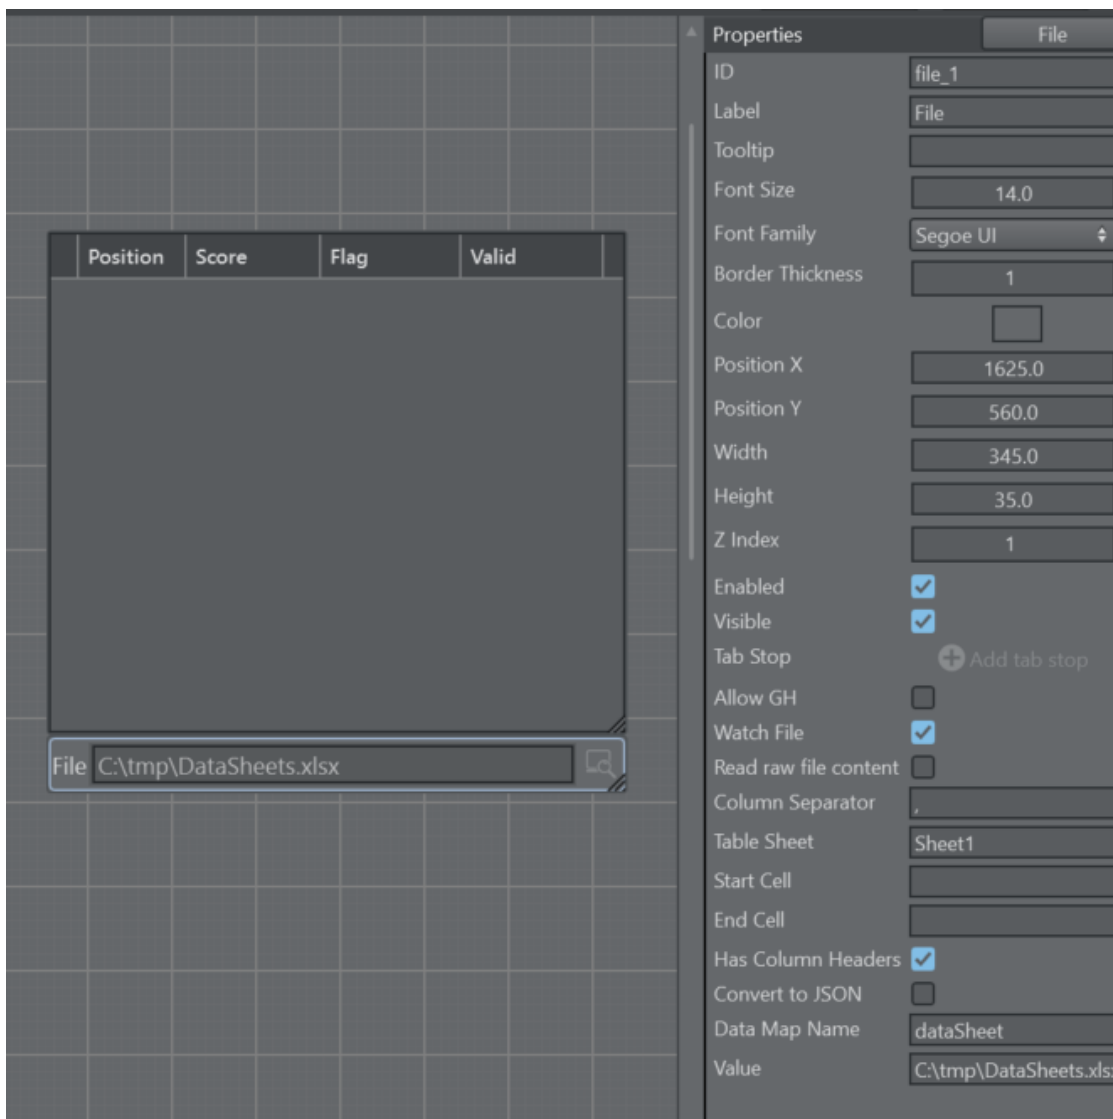 Position Score Flag Valid
File C:\tmp\DataSheets.xlsx
Properties File
ID file_1
Label File
Tooltip
Font Size 14.0
Font Family Segoe UI
Border Thickness 1
Color
Position X 1625.0
Position Y 560.0
Width 345.0
Height 35.0
Z Index 1
Enabled
Visible
Tab Stop Add tab stop
Allow GH
Watch File
Read raw file content
Column Separator ,
Table Sheet Sheet1
Start Cell
End Cell
Has Column Headers
Convert to JSON
Data Map Name dataSheet
Value C:\tmp\DataSheets.xls